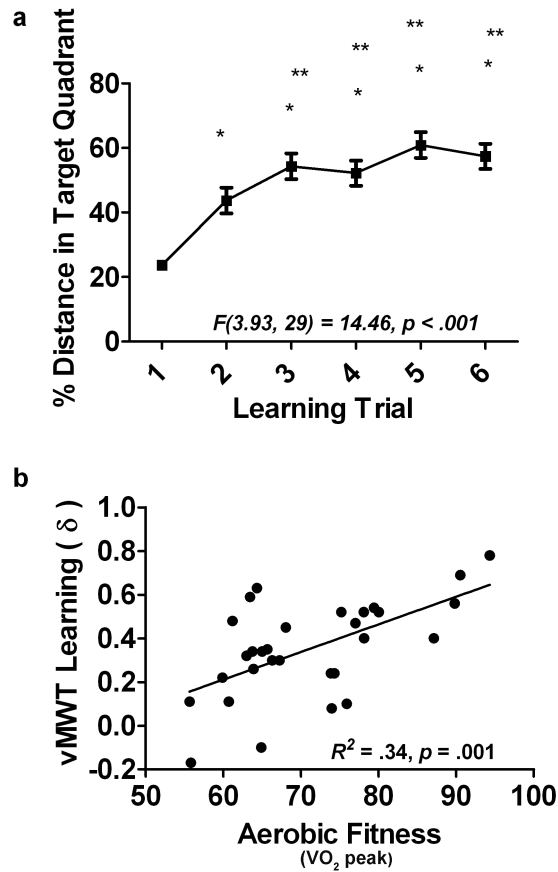 a
% Distance in Target Quadrant
80
60
40
20
0
** ** ** **
* * * * *
F(3.93, 29) = 14.46, p < .001
1 2 3 4 5 6
Learning Trial
b
vMWT Learning ( δ )
1.0
0.8
0.6
0.4
0.2
0.0
-0.2
R² = .34, p = .001
50 60 70 80 90 100
Aerobic Fitness
(VO₂ peak)